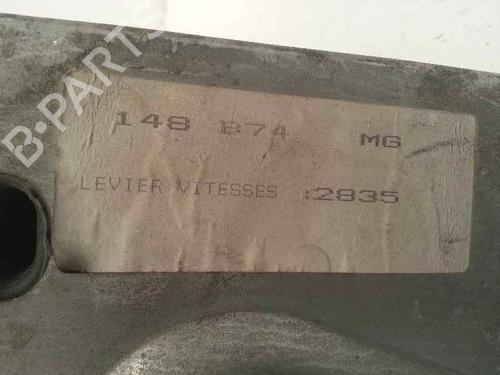 B-PARTS
148 B74 MG
LEVIER VITESSES :2835